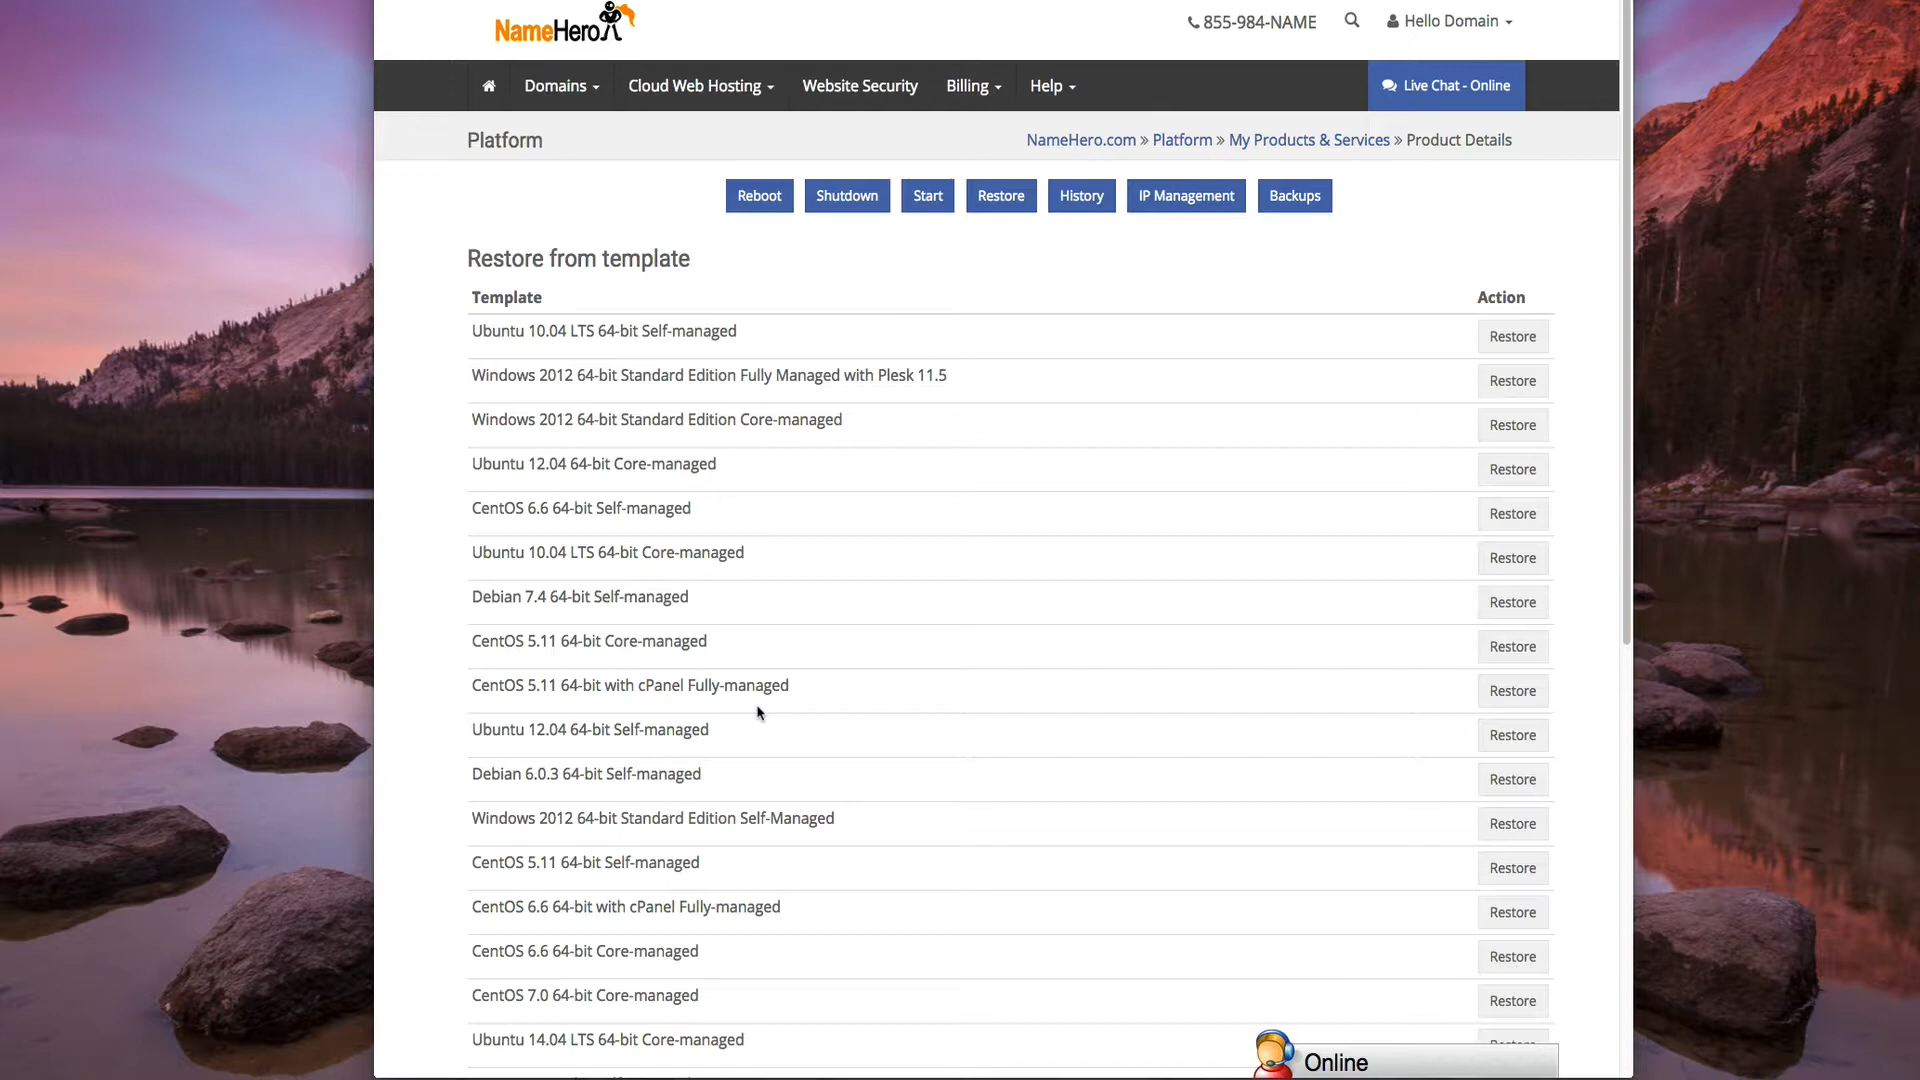 NameHero
855-984-NAME
Hello Domain
Domains
Cloud Web Hosting
Website Security
Billing
Help
Live Chat - Online
Platform
NameHero.com » Platform » My Products & Services » Product Details
Reboot
Shutdown
Start
Restore
History
IP Management
Backups
Restore from template
Template Action
Ubuntu 10.04 LTS 64-bit Self-managed Restore
Windows 2012 64-bit Standard Edition Fully Managed with Plesk 11.5 Restore
Windows 2012 64-bit Standard Edition Core-managed Restore
Ubuntu 12.04 64-bit Core-managed Restore
CentOS 6.6 64-bit Self-managed Restore
Ubuntu 10.04 LTS 64-bit Core-managed Restore
Debian 7.4 64-bit Self-managed Restore
CentOS 5.11 64-bit Core-managed Restore
CentOS 5.11 64-bit with cPanel Fully-managed Restore
Ubuntu 12.04 64-bit Self-managed Restore
Debian 6.0.3 64-bit Self-managed Restore
Windows 2012 64-bit Standard Edition Self-Managed Restore
CentOS 5.11 64-bit Self-managed Restore
CentOS 6.6 64-bit with cPanel Fully-managed Restore
CentOS 6.6 64-bit Core-managed Restore
CentOS 7.0 64-bit Core-managed Restore
Ubuntu 14.04 LTS 64-bit Core-managed
Online